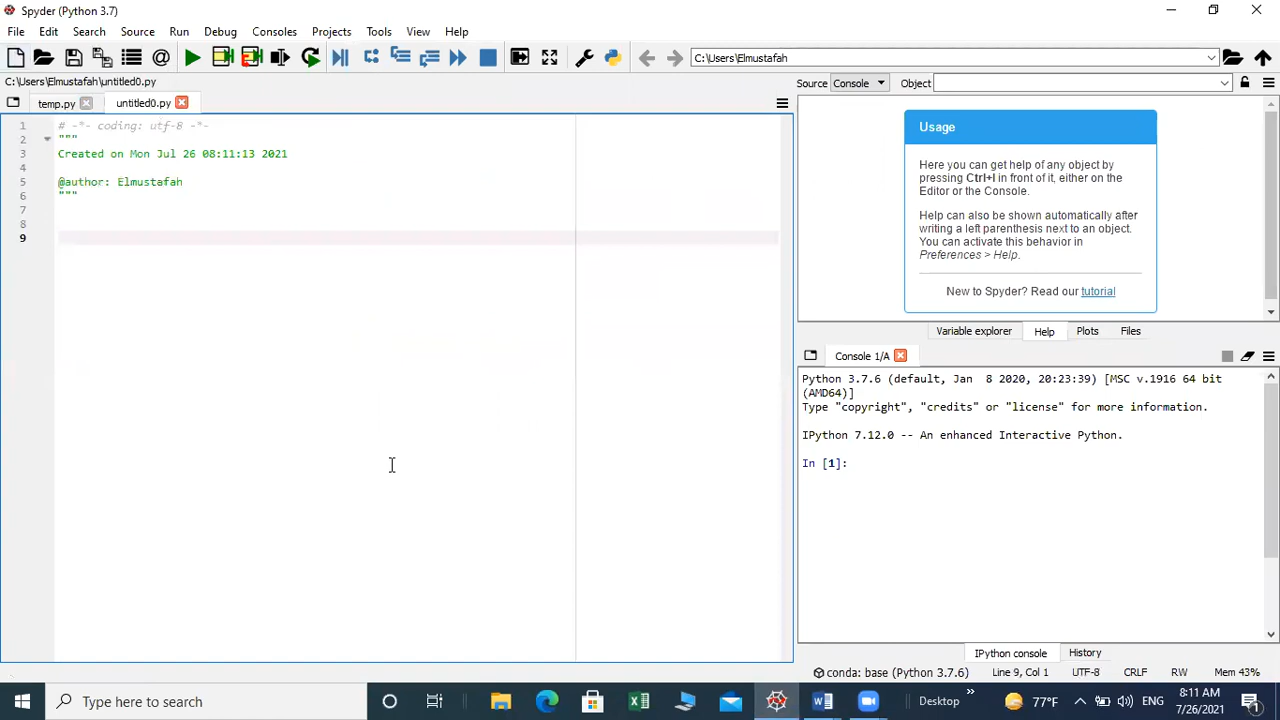 Spyder (Python 3.7)
File Edit Search Source Run Debug Consoles Projects Tools View Help
C:\Users\Elmustafah
C:\Users\Elmustafah\untitled0.py
Source Console Object
temp.py untitled0.py
1 # -*- coding: utf-8 -*-
2 """
3 Created on Mon Jul 26 08:11:13 2021
4
5 @author: Elmustafah
6 """
7
8
9
Usage
Here you can get help of any object by
pressing Ctrl+I in front of it, either on the
Editor or the Console.
Help can also be shown automatically after
writing a left parenthesis next to an object.
You can activate this behavior in
Preferences > Help.
New to Spyder? Read our tutorial
Variable explorer Help Plots Files
Console 1/A
Python 3.7.6 (default, Jan 8 2020, 20:23:39) [MSC v.1916 64 bit
(AMD64)]
Type "copyright", "credits" or "license" for more information.
IPython 7.12.0 -- An enhanced Interactive Python.
In [1]:
IPython console History
conda: base (Python 3.7.6) Line 9, Col 1 UTF-8 CRLF RW Mem 43%
Type here to search
Desktop
77°F
ENG
8:11 AM
7/26/2021
1